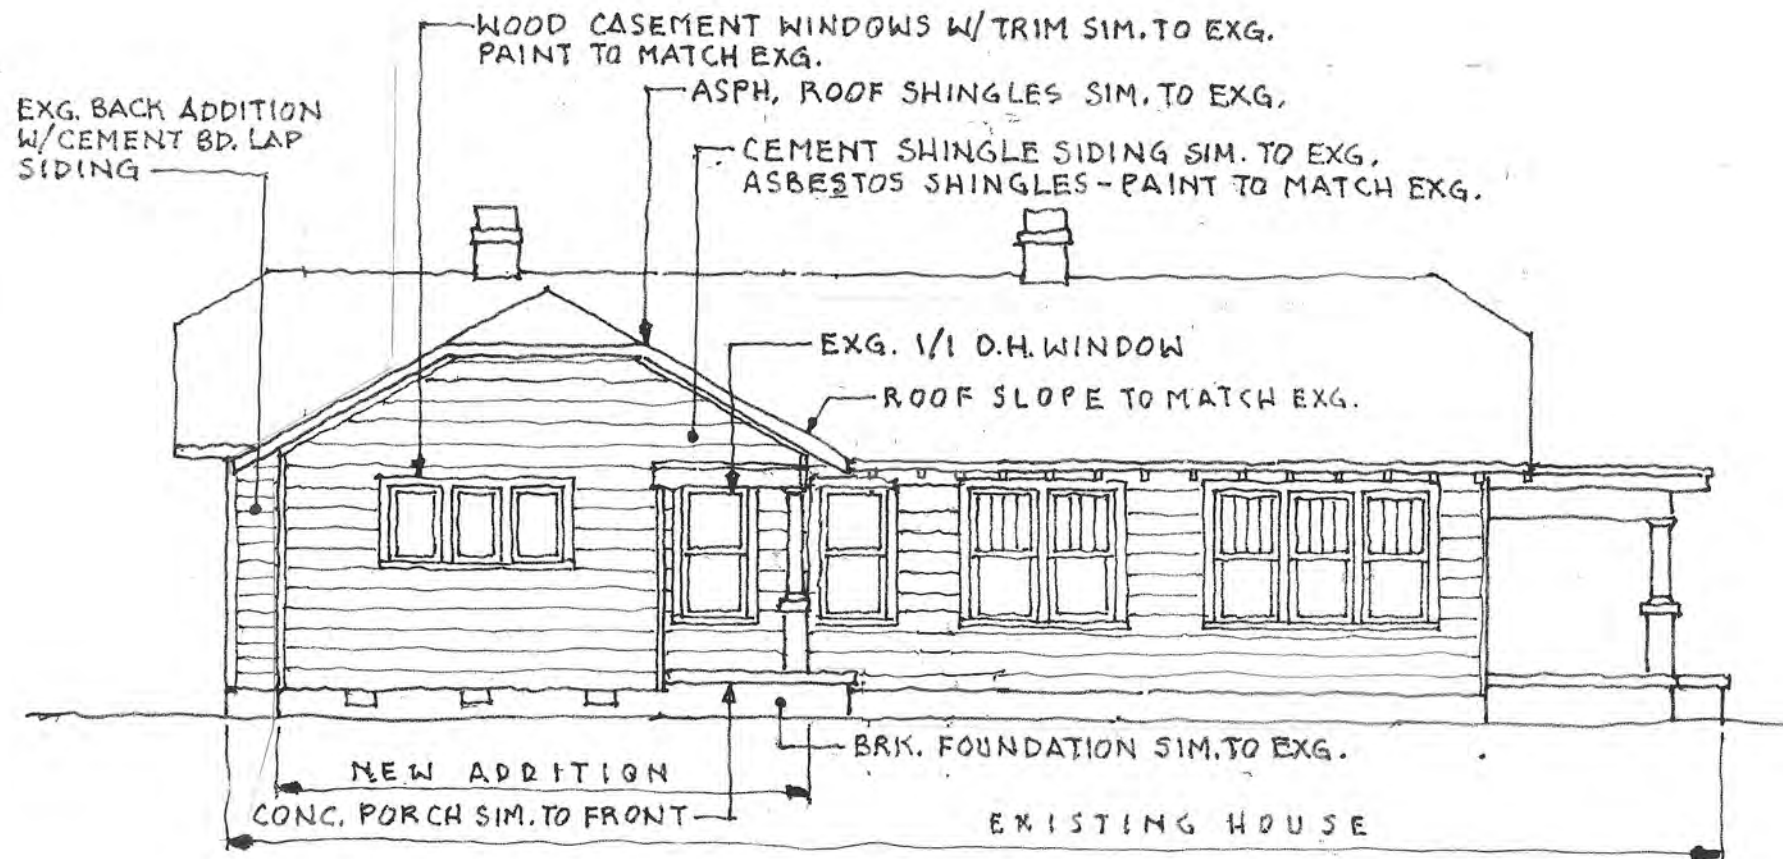 WOOD CASEMENT WINDOWS W/TRIM SIM. TO EXG.
PAINT TO MATCH EXG.
ASPH. ROOF SHINGLES SIM. TO EXG.
EXG. BACK ADDITION
W/CEMENT BD. LAP
SIDING
CEMENT SHINGLE SIDING SIM. TO EXG.
ASBESTOS SHINGLES-PAINT TO MATCH EXG.
EXG. 1/1 D.H. WINDOW
ROOF SLOPE TO MATCH EXG.
BRK. FOUNDATION SIM. TO EXG.
NEW ADDITION
CONC. PORCH SIM. TO FRONT
EXISTING HOUSE